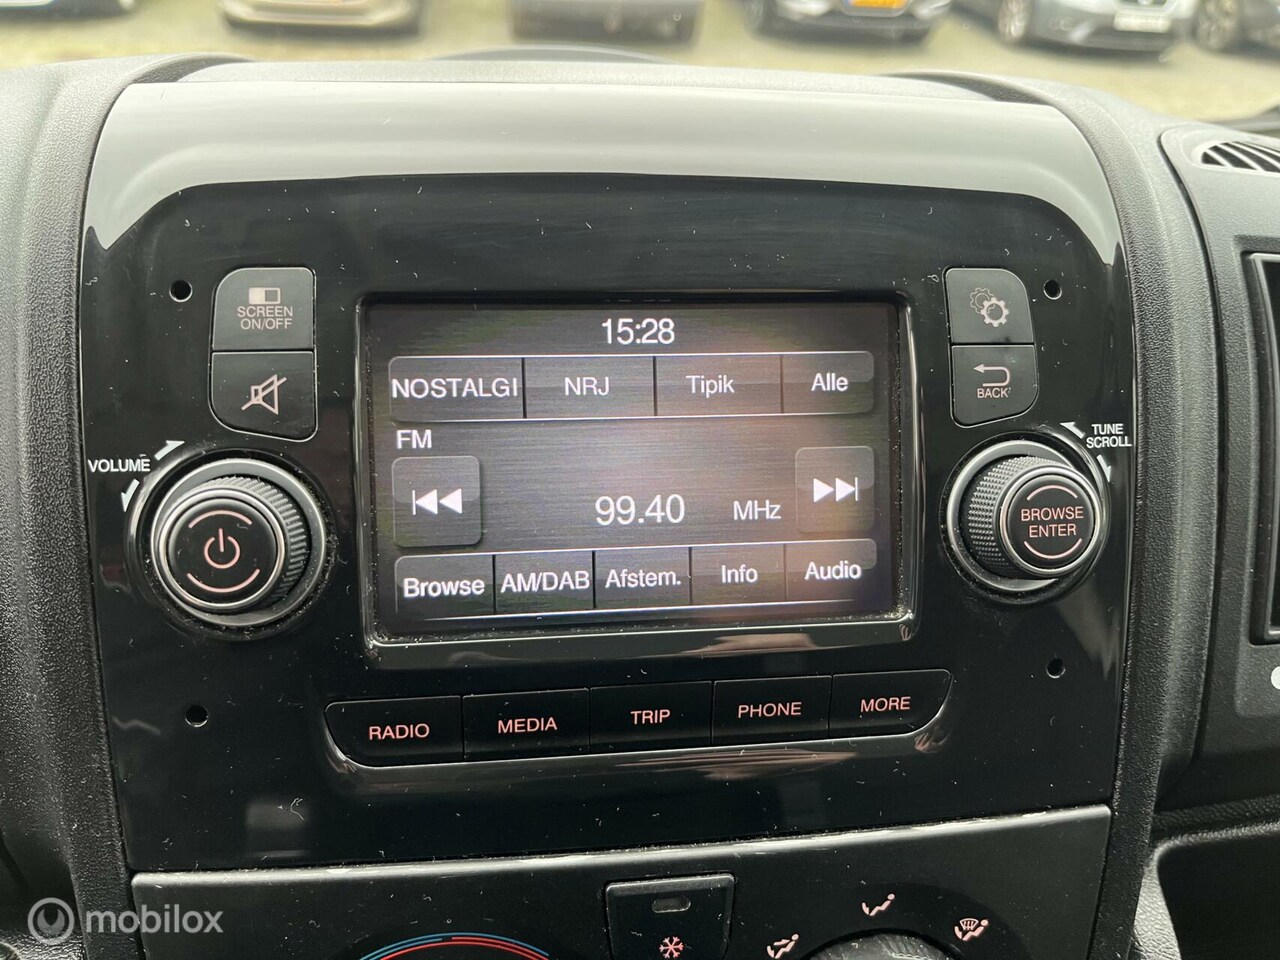 15:28
SCREEN
ON/OFF
NOSTALGI NRJ Tipik Alle
BACK
FM
VOLUME
TUNE
SCROLL
99.40 MHz
BROWSE
ENTER
Browse AM/DAB Afstem. Info Audio
RADIO MEDIA TRIP PHONE MORE
mobilox